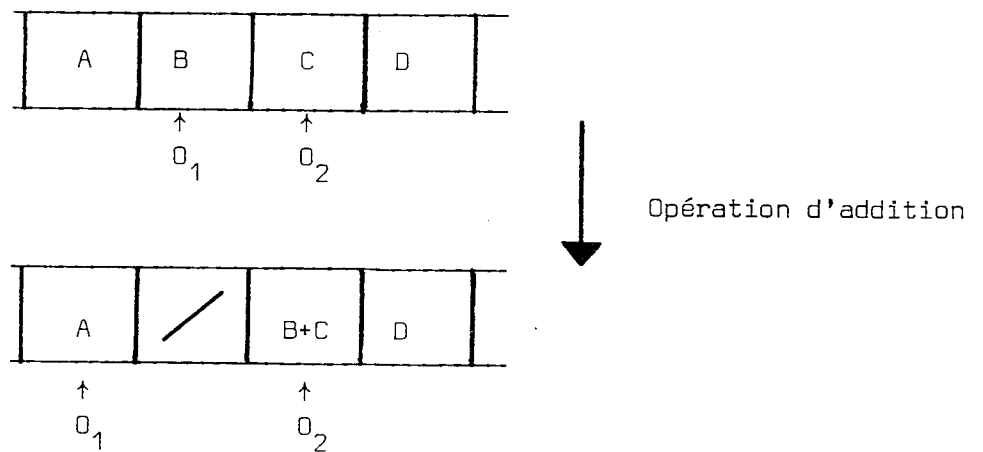 A B C D
↑ ↑
O1 O2
Opération d'addition
A / B+C D
↑ ↑
O1 O2